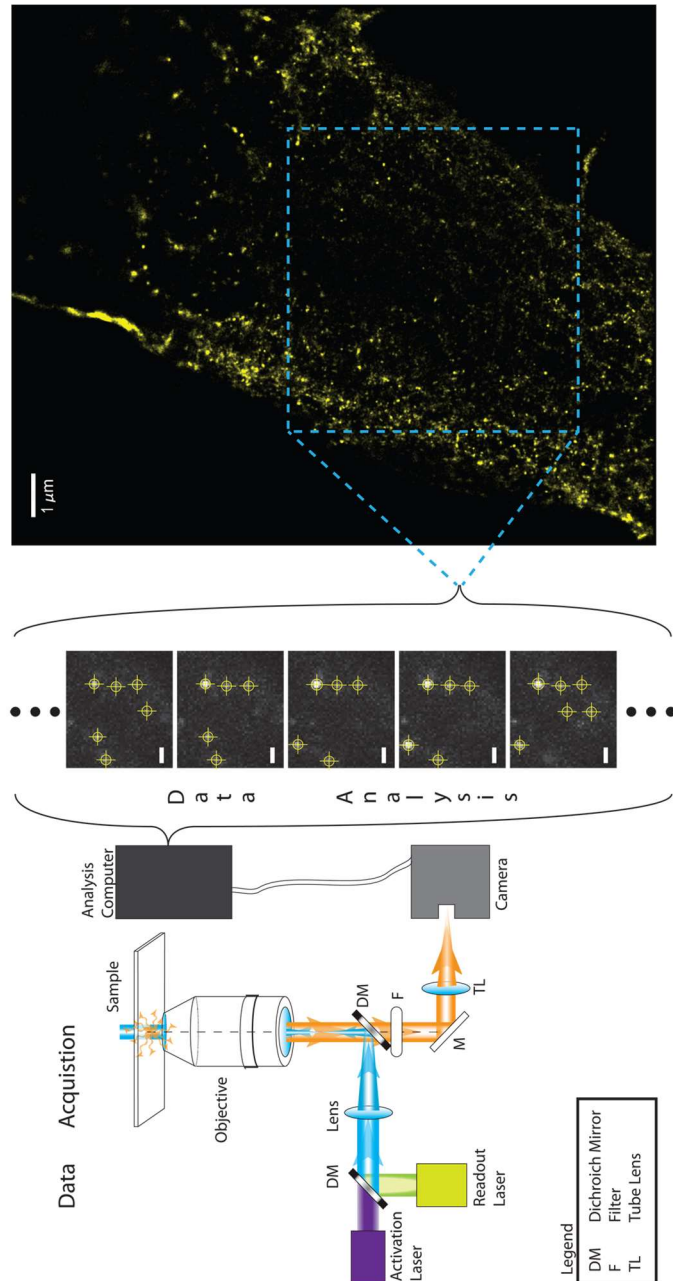 Data Acquistion
Sample
Analysis
Computer
Objective
Lens
DM
DM
F
M
TL
Camera
Activation
Laser
Readout
Laser
Legend
DM Dichroich Mirror
F Filter
TL Tube Lens
Data Analysis
1 μm